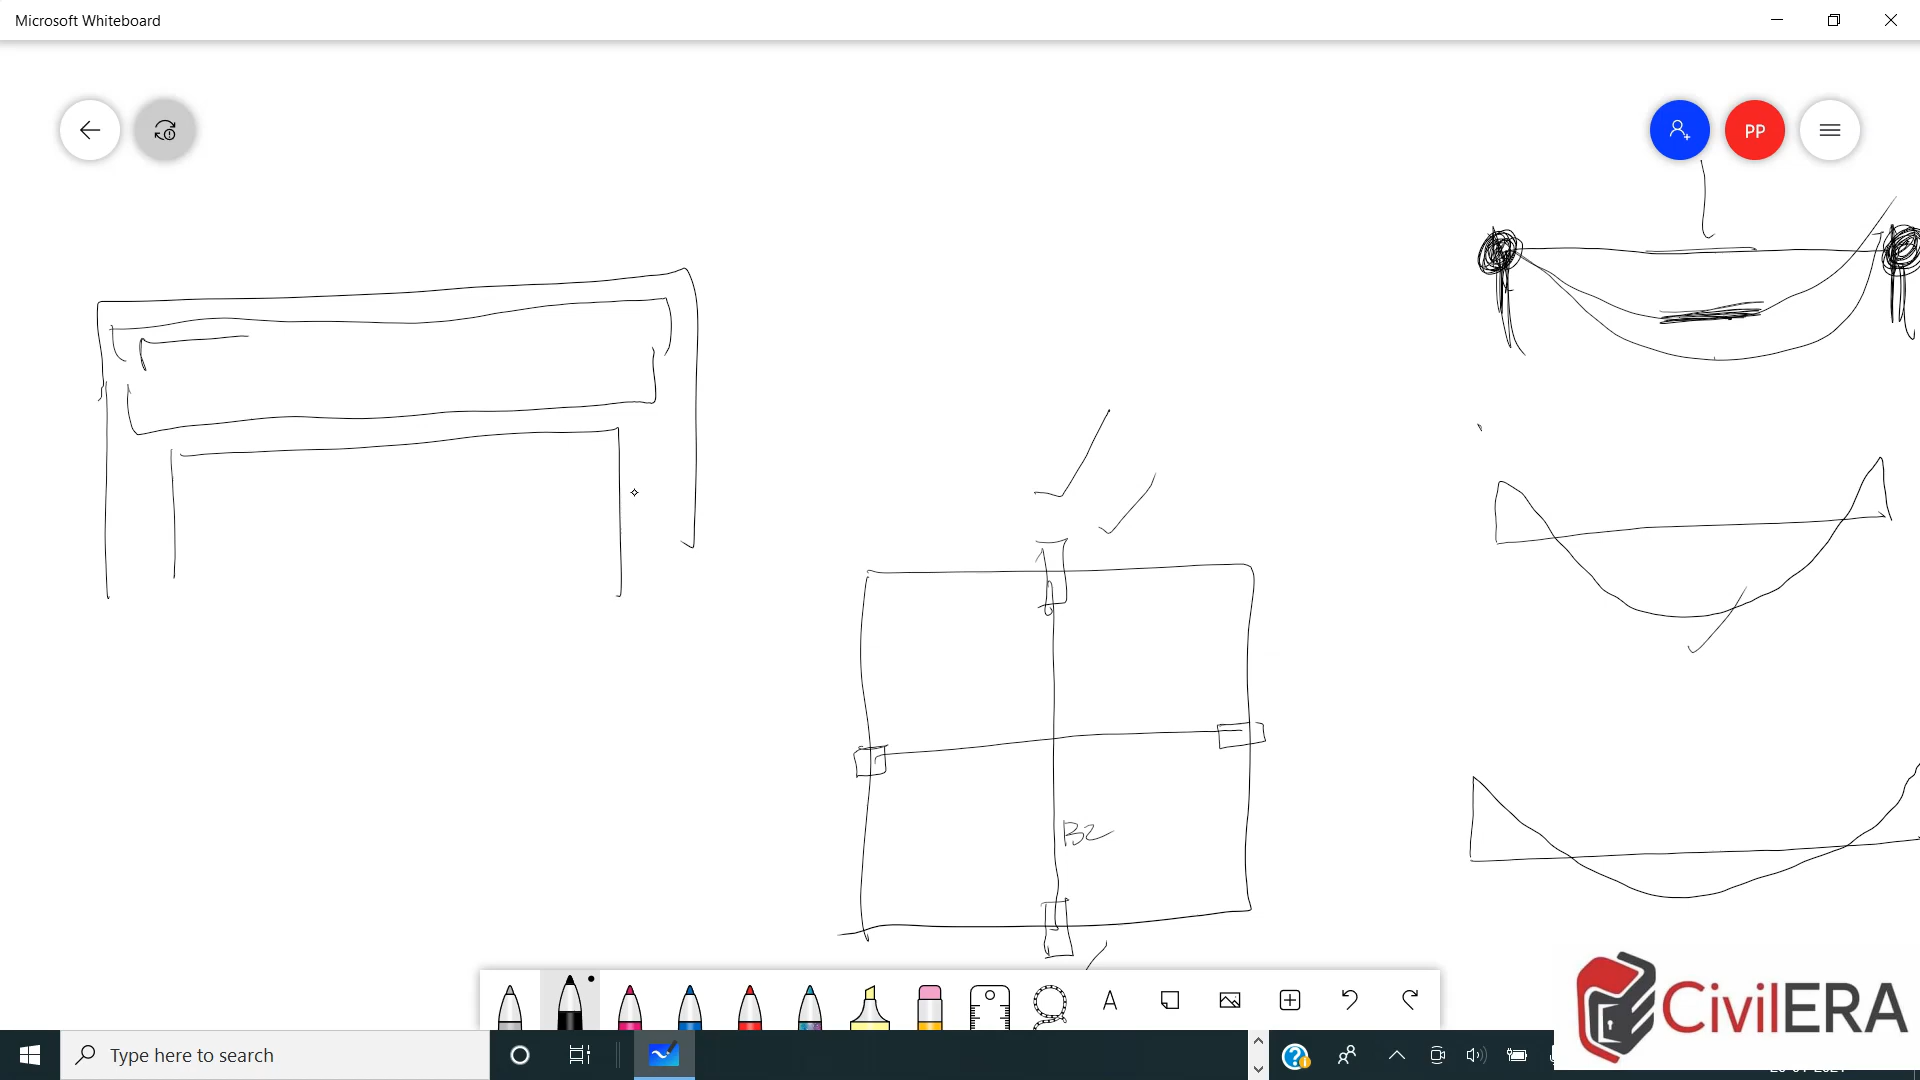 Microsoft Whiteboard
PP
B2
CivilERA
Type here to search